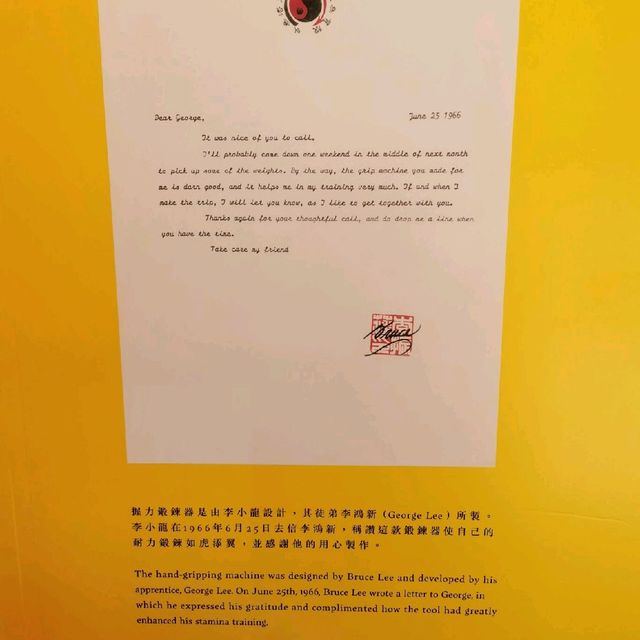 Dear George,
June 25 1966
It was nice of you to call.
I'll probably come down one weekend in the middle of next month
to pick up some of the weights. By the way, the grip machine you made for
me is darn good, and it helps me in my training very much. If and when I
make the trip, I will let you know, as I like to get together with you.
Thanks again for your thoughtful call, and do drop me a line when
you have the time.
Take care my friend
Bruce
握力鍛鍊器是由李小龍設計，其徒弟李鴻新（George Lee）所製。
李小龍在1966年6月25日去信李鴻新，稱讚這款鍛鍊器使自己的
耐力鍛鍊如虎添翼，並感謝他的用心製作。
The hand-gripping machine was designed by Bruce Lee and developed by his
apprentice, George Lee. On June 25th, 1966, Bruce Lee wrote a letter to George, in
which he expressed his gratitude and complimented how the tool had greatly
enhanced his stamina training.